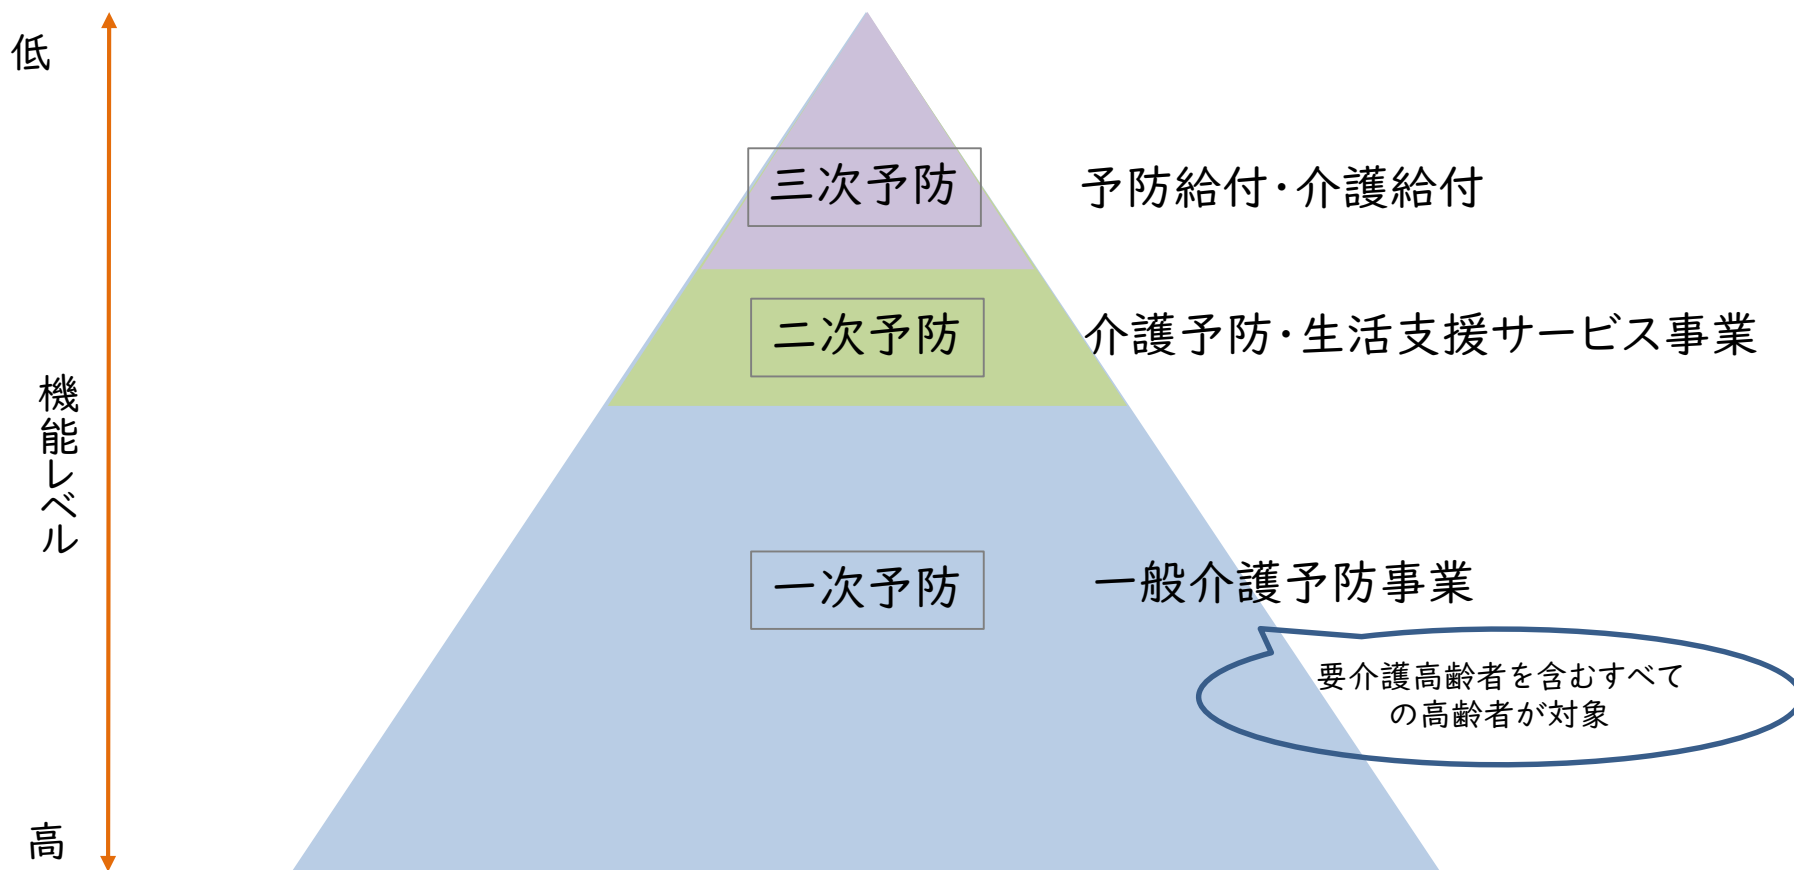 低
三次予防
予防給付・介護給付
二次予防
介護予防・生活支援サービス事業
機能レベル
一次予防
一般介護予防事業
要介護高齢者を含むすべて
の高齢者が対象
高